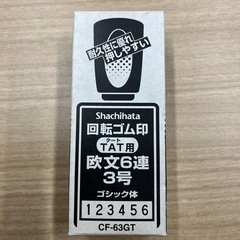 耐久性に優れ
押しやすい
Shachihata
回転ゴム印
タート
TAT用
欧文6連
3号
ゴシック体
123456
CF-63GT